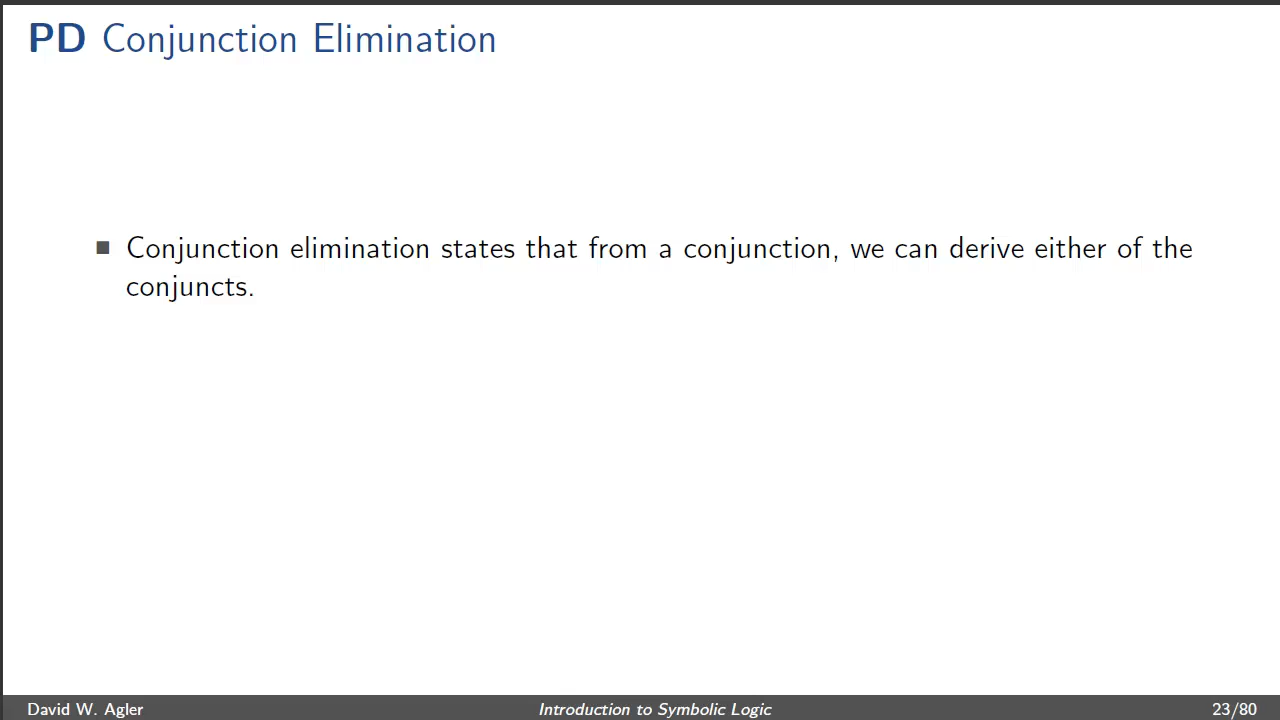 PD Conjunction Elimination
■ Conjunction elimination states that from a conjunction, we can derive either of the
conjuncts.
David W. Agler Introduction to Symbolic Logic 23/80